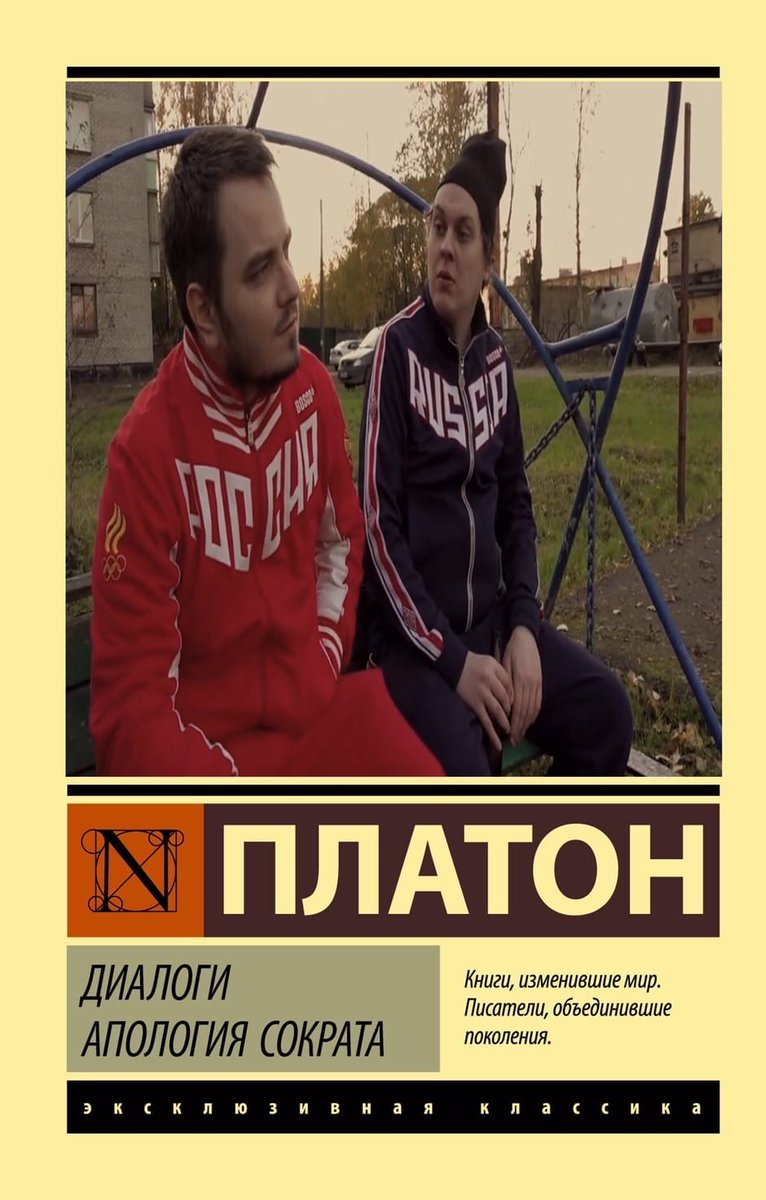 BOSCO
РОССИЯ
BOSCO
RUSSIA
N
ПЛАТОН
ДИАЛОГИ
АПОЛОГИЯ СОКРАТА
Книги, изменившие мир.
Писатели, объединившие
поколения.
эксклюзивная классика